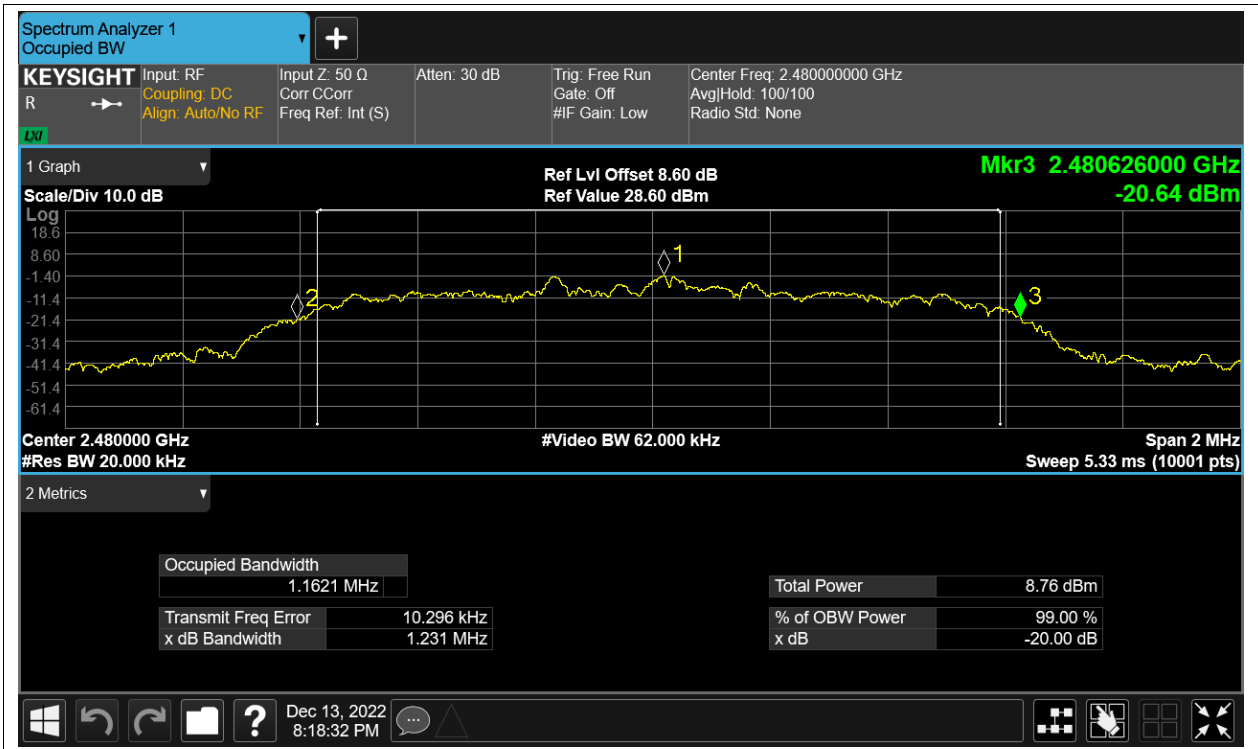 Spectrum Analyzer 1
Occupied BW
KEYSIGHT
R
LXI
Input: RF
Coupling: DC
Align: Auto/No RF
Input Z: 50 Ω
Corr CCorr
Freq Ref: Int (S)
Atten: 30 dB
Trig: Free Run
Gate: Off
#IF Gain: Low
Center Freq: 2.480000000 GHz
Avg|Hold: 100/100
Radio Std: None
1 Graph
Scale/Div 10.0 dB
Ref Lvl Offset 8.60 dB
Ref Value 28.60 dBm
Mkr3 2.480626000 GHz
-20.64 dBm
Log
18.6
8.60
-1.40
-11.4
-21.4
-31.4
-41.4
-51.4
-61.4
1
2
3
Center 2.480000 GHz
#Video BW 62.000 kHz
Span 2 MHz
#Res BW 20.000 kHz
Sweep 5.33 ms (10001 pts)
2 Metrics
Occupied Bandwidth
1.1621 MHz
Transmit Freq Error 10.296 kHz
x dB Bandwidth 1.231 MHz
Total Power 8.76 dBm
% of OBW Power 99.00 %
x dB -20.00 dB
?
Dec 13, 2022
8:18:32 PM